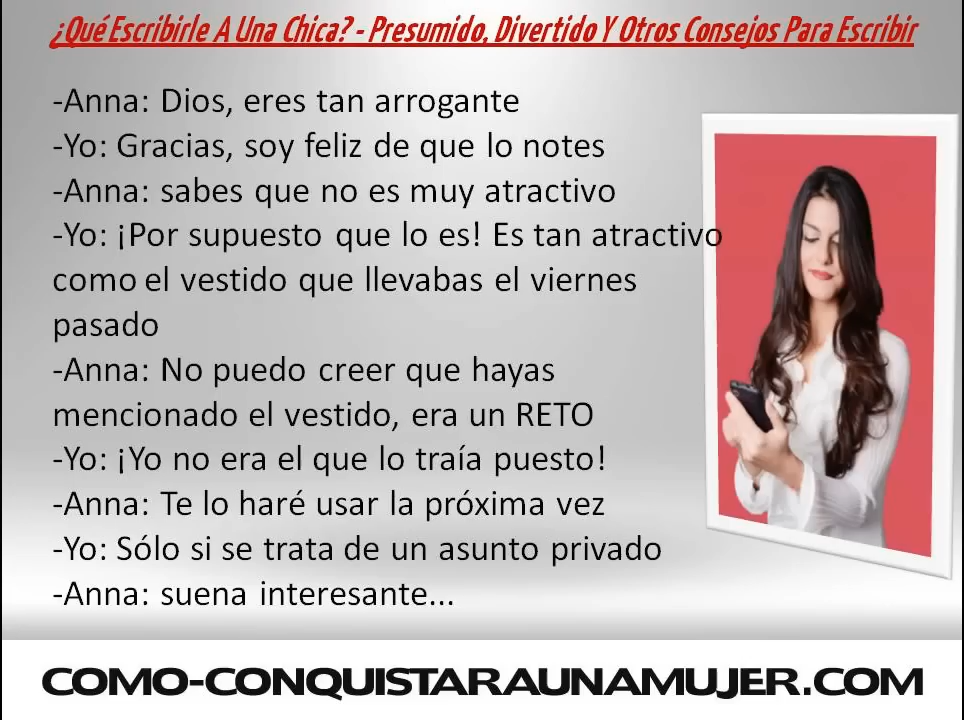 ¿Qué Escribirle A Una Chica? - Presumido, Divertido Y Otros Consejos Para Escribir
-Anna: Dios, eres tan arrogante
-Yo: Gracias, soy feliz de que lo notes
-Anna: sabes que no es muy atractivo
-Yo: ¡Por supuesto que lo es! Es tan atractivo
como el vestido que llevabas el viernes
pasado
-Anna: No puedo creer que hayas
mencionado el vestido, era un RETO
-Yo: ¡Yo no era el que lo traía puesto!
-Anna: Te lo haré usar la próxima vez
-Yo: Sólo si se trata de un asunto privado
-Anna: suena interesante...
COMO-CONQUISTARAUNAMUJER.COM